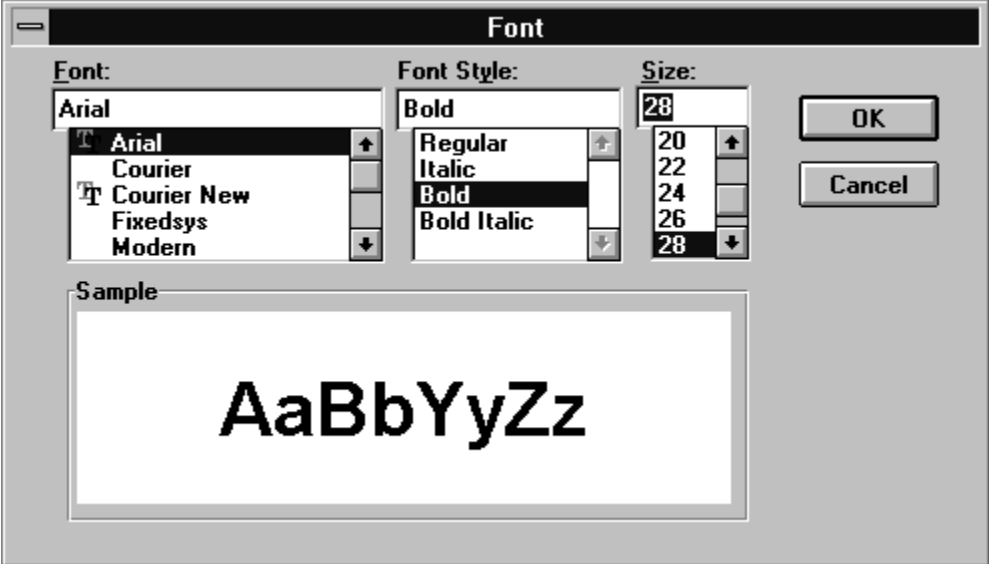 Font
Font: Font Style: Size:
Arial Bold 28
Arial Regular 20
Courier Italic 22
Courier New Bold 24
Fixedsys Bold Italic 26
Modern 28
OK
Cancel
Sample
AaBbYyZz